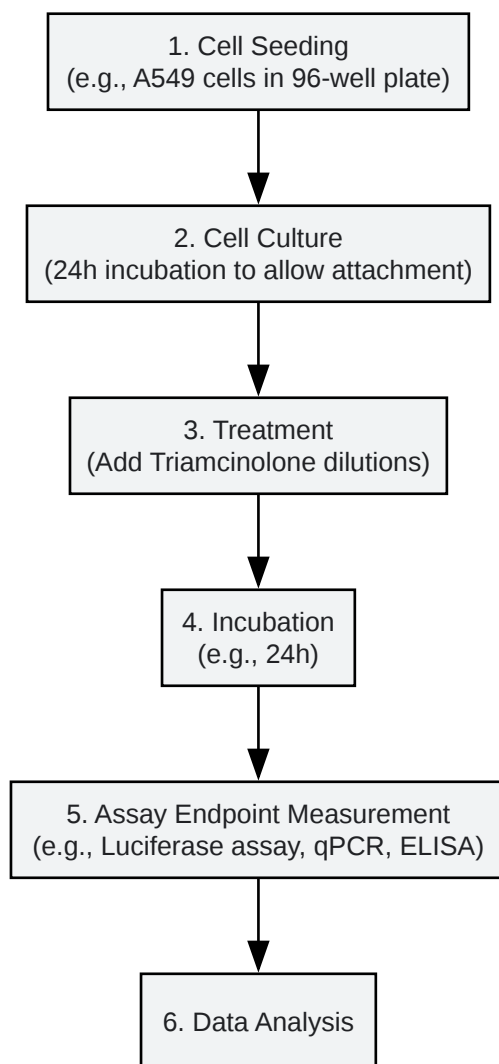 1. Cell Seeding
(e.g., A549 cells in 96-well plate)
2. Cell Culture
(24h incubation to allow attachment)
3. Treatment
(Add Triamcinolone dilutions)
4. Incubation
(e.g., 24h)
5. Assay Endpoint Measurement
(e.g., Luciferase assay, qPCR, ELISA)
6. Data Analysis